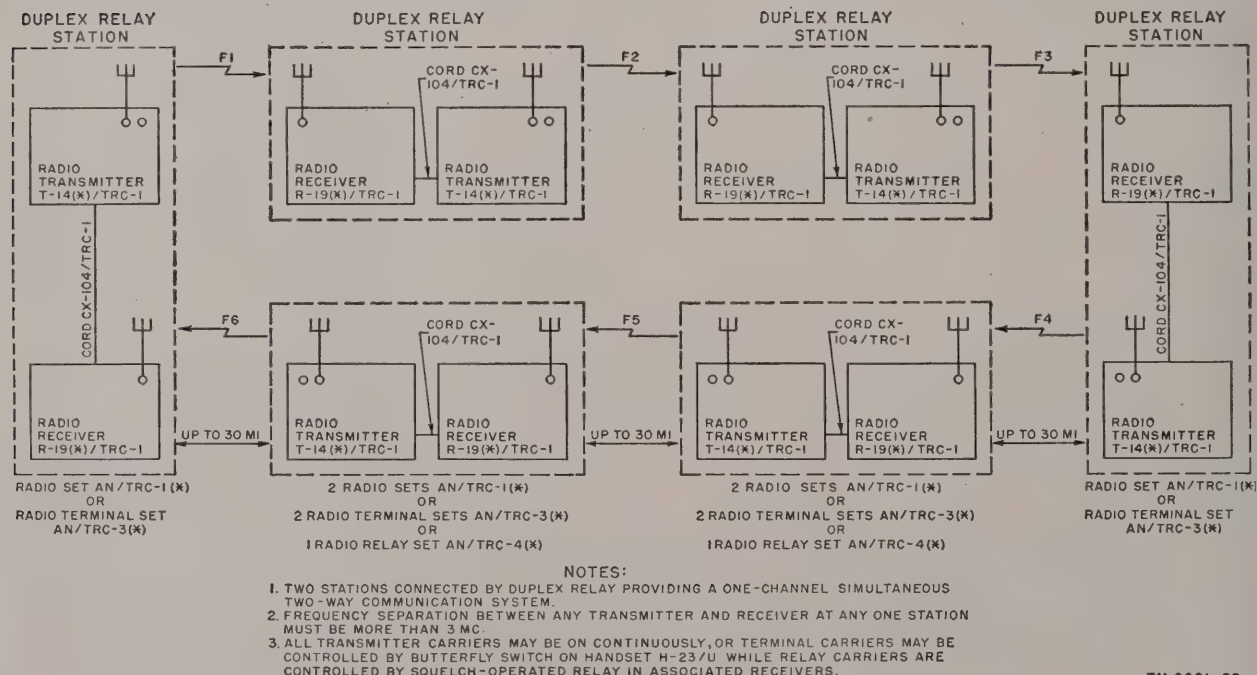 DUPLEX RELAY
STATION
DUPLEX RELAY
STATION
DUPLEX RELAY
STATION
DUPLEX RELAY
STATION
F1
F2
F3
CORD CX-
104/TRC-1
CORD CX-
104/TRC-1
RADIO
TRANSMITTER
T-14(*)/TRC-1
RADIO
RECEIVER
R-19(*)/TRC-1
RADIO
TRANSMITTER
T-14(*)/TRC-1
RADIO
RECEIVER
R-19(*)/TRC-1
RADIO
TRANSMITTER
T-14(*)/TRC-1
RADIO
RECEIVER
R-19(*)/TRC-1
CORD CX-104/TRC-1
CORD CX-104/TRC-1
F6
F5
F4
CORD CX-
104/TRC-1
CORD CX-
104/TRC-1
RADIO
RECEIVER
R-19(*)/TRC-1
UP TO 30 MI
RADIO
TRANSMITTER
T-14(*)/TRC-1
RADIO
RECEIVER
R-19(*)/TRC-1
UP TO 30 MI
RADIO
TRANSMITTER
T-14(*)/TRC-1
RADIO
RECEIVER
R-19(*)/TRC-1
UP TO 30 MI
RADIO
TRANSMITTER
T-14(*)/TRC-1
RADIO SET AN/TRC-1(*)
OR
RADIO TERMINAL SET
AN/TRC-3(*)
2 RADIO SETS AN/TRC-1(*)
OR
2 RADIO TERMINAL SETS AN/TRC-3(*)
OR
1 RADIO RELAY SET AN/TRC-4(*)
2 RADIO SETS AN/TRC-1(*)
OR
2 RADIO TERMINAL SETS AN/TRC-3(*)
OR
1 RADIO RELAY SET AN/TRC-4(*)
RADIO SET AN/TRC-1(*)
OR
RADIO TERMINAL SET
AN/TRC-3(*)
NOTES:
1. TWO STATIONS CONNECTED BY DUPLEX RELAY PROVIDING A ONE-CHANNEL SIMULTANEOUS
TWO-WAY COMMUNICATION SYSTEM.
2. FREQUENCY SEPARATION BETWEEN ANY TRANSMITTER AND RECEIVER AT ANY ONE STATION
MUST BE MORE THAN 3 MC.
3. ALL TRANSMITTER CARRIERS MAY BE ON CONTINUOUSLY, OR TERMINAL CARRIERS MAY BE
CONTROLLED BY BUTTERFLY SWITCH ON HANDSET H-23/U WHILE RELAY CARRIERS ARE
CONTROLLED BY SQUELCH-OPERATED RELAY IN ASSOCIATED RECEIVERS.